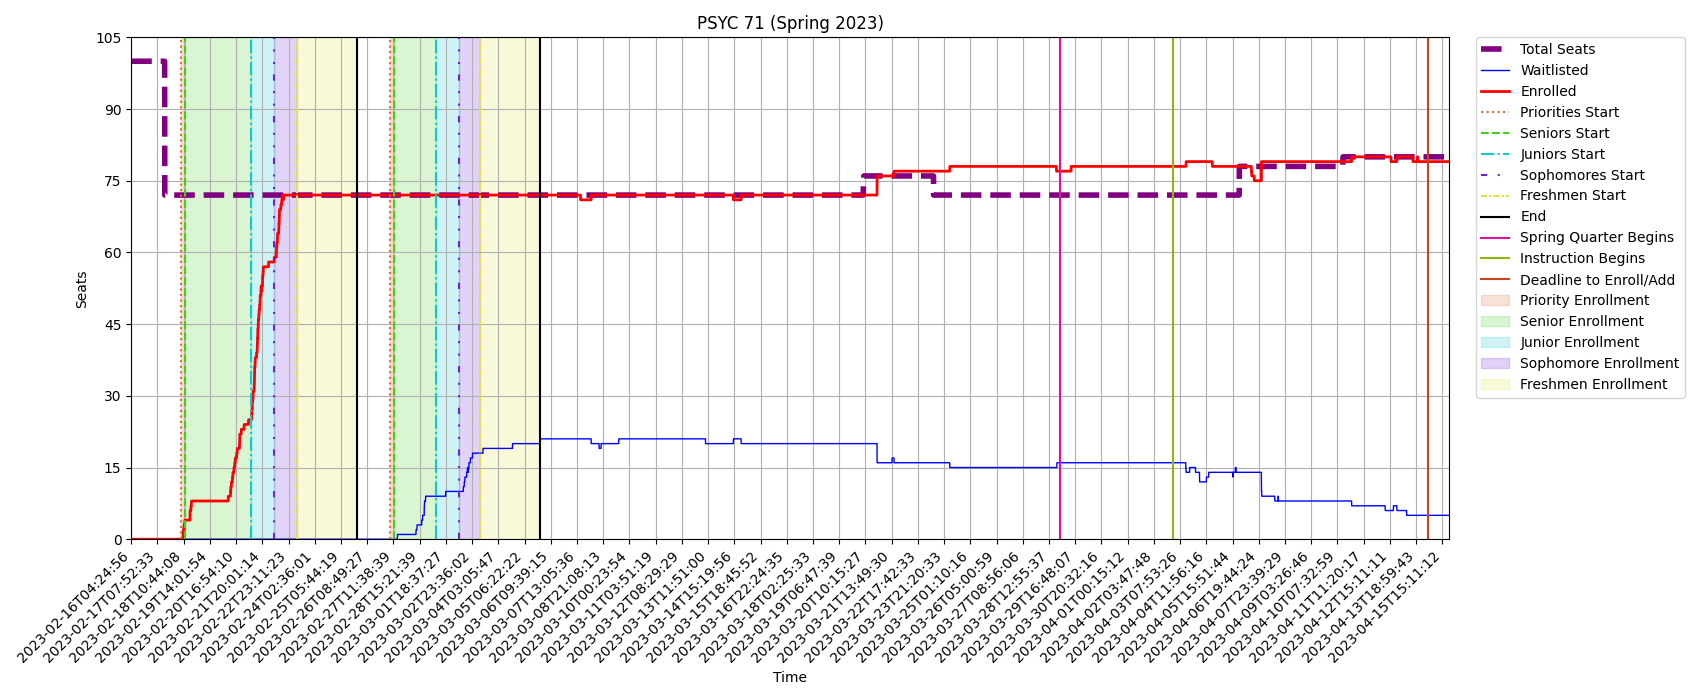 PSYC 71 (Spring 2023)
105
90
75
60
45
30
15
0
Seats
2023-02-16T04:24:56
2023-02-17T07:52:33
2023-02-18T10:44:08
2023-02-19T14:01:54
2023-02-20T16:54:10
2023-02-21T20:01:14
2023-02-22T23:11:23
2023-02-24T02:36:01
2023-02-25T05:44:19
2023-02-26T08:49:27
2023-02-27T11:38:39
2023-02-28T15:21:39
2023-03-01T18:37:27
2023-03-02T23:36:02
2023-03-04T03:05:47
2023-03-05T06:22:22
2023-03-06T09:39:15
2023-03-07T13:05:36
2023-03-08T21:08:13
2023-03-10T00:23:54
2023-03-11T03:51:19
2023-03-12T08:29:29
2023-03-13T11:51:00
2023-03-14T15:19:56
2023-03-15T18:45:52
2023-03-16T22:24:35
2023-03-18T02:25:33
2023-03-19T06:47:39
2023-03-20T10:15:27
2023-03-21T13:49:30
2023-03-22T17:42:33
2023-03-23T21:20:33
2023-03-25T01:10:16
2023-03-26T05:00:59
2023-03-27T08:56:06
2023-03-28T12:55:37
2023-03-29T16:48:07
2023-03-30T20:32:16
2023-04-01T00:15:12
2023-04-02T03:47:48
2023-04-03T07:53:26
2023-04-04T11:56:16
2023-04-05T15:51:44
2023-04-06T19:44:24
2023-04-07T23:39:29
2023-04-09T03:26:46
2023-04-10T07:32:59
2023-04-11T11:20:17
2023-04-12T15:11:11
2023-04-13T18:59:43
2023-04-15T15:11:12
Time
Total Seats
Waitlisted
Enrolled
Priorities Start
Seniors Start
Juniors Start
Sophomores Start
Freshmen Start
End
Spring Quarter Begins
Instruction Begins
Deadline to Enroll/Add
Priority Enrollment
Senior Enrollment
Junior Enrollment
Sophomore Enrollment
Freshmen Enrollment